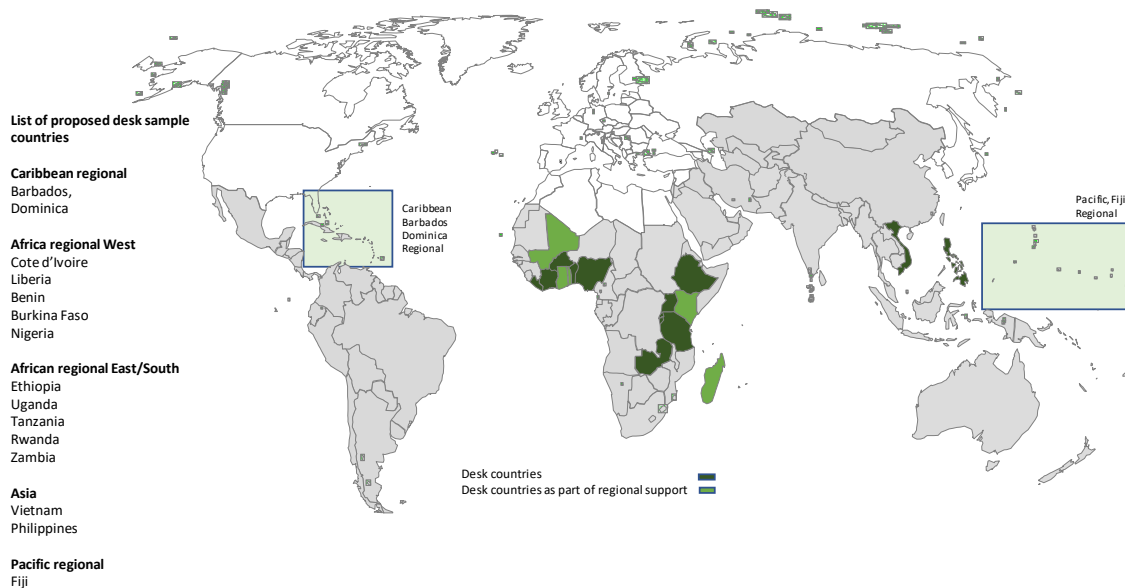 List of proposed desk sample
countries
Caribbean regional
Barbados,
Dominica
Africa regional West
Cote d'Ivoire
Liberia
Benin
Burkina Faso
Nigeria
African regional East/South
Ethiopia
Uganda
Tanzania
Rwanda
Zambia
Asia
Vietnam
Philippines
Pacific regional
Fiji
Caribbean
Barbados
Dominica
Regional
Pacific, Fiji
Regional
Desk countries
Desk countries as part of regional support